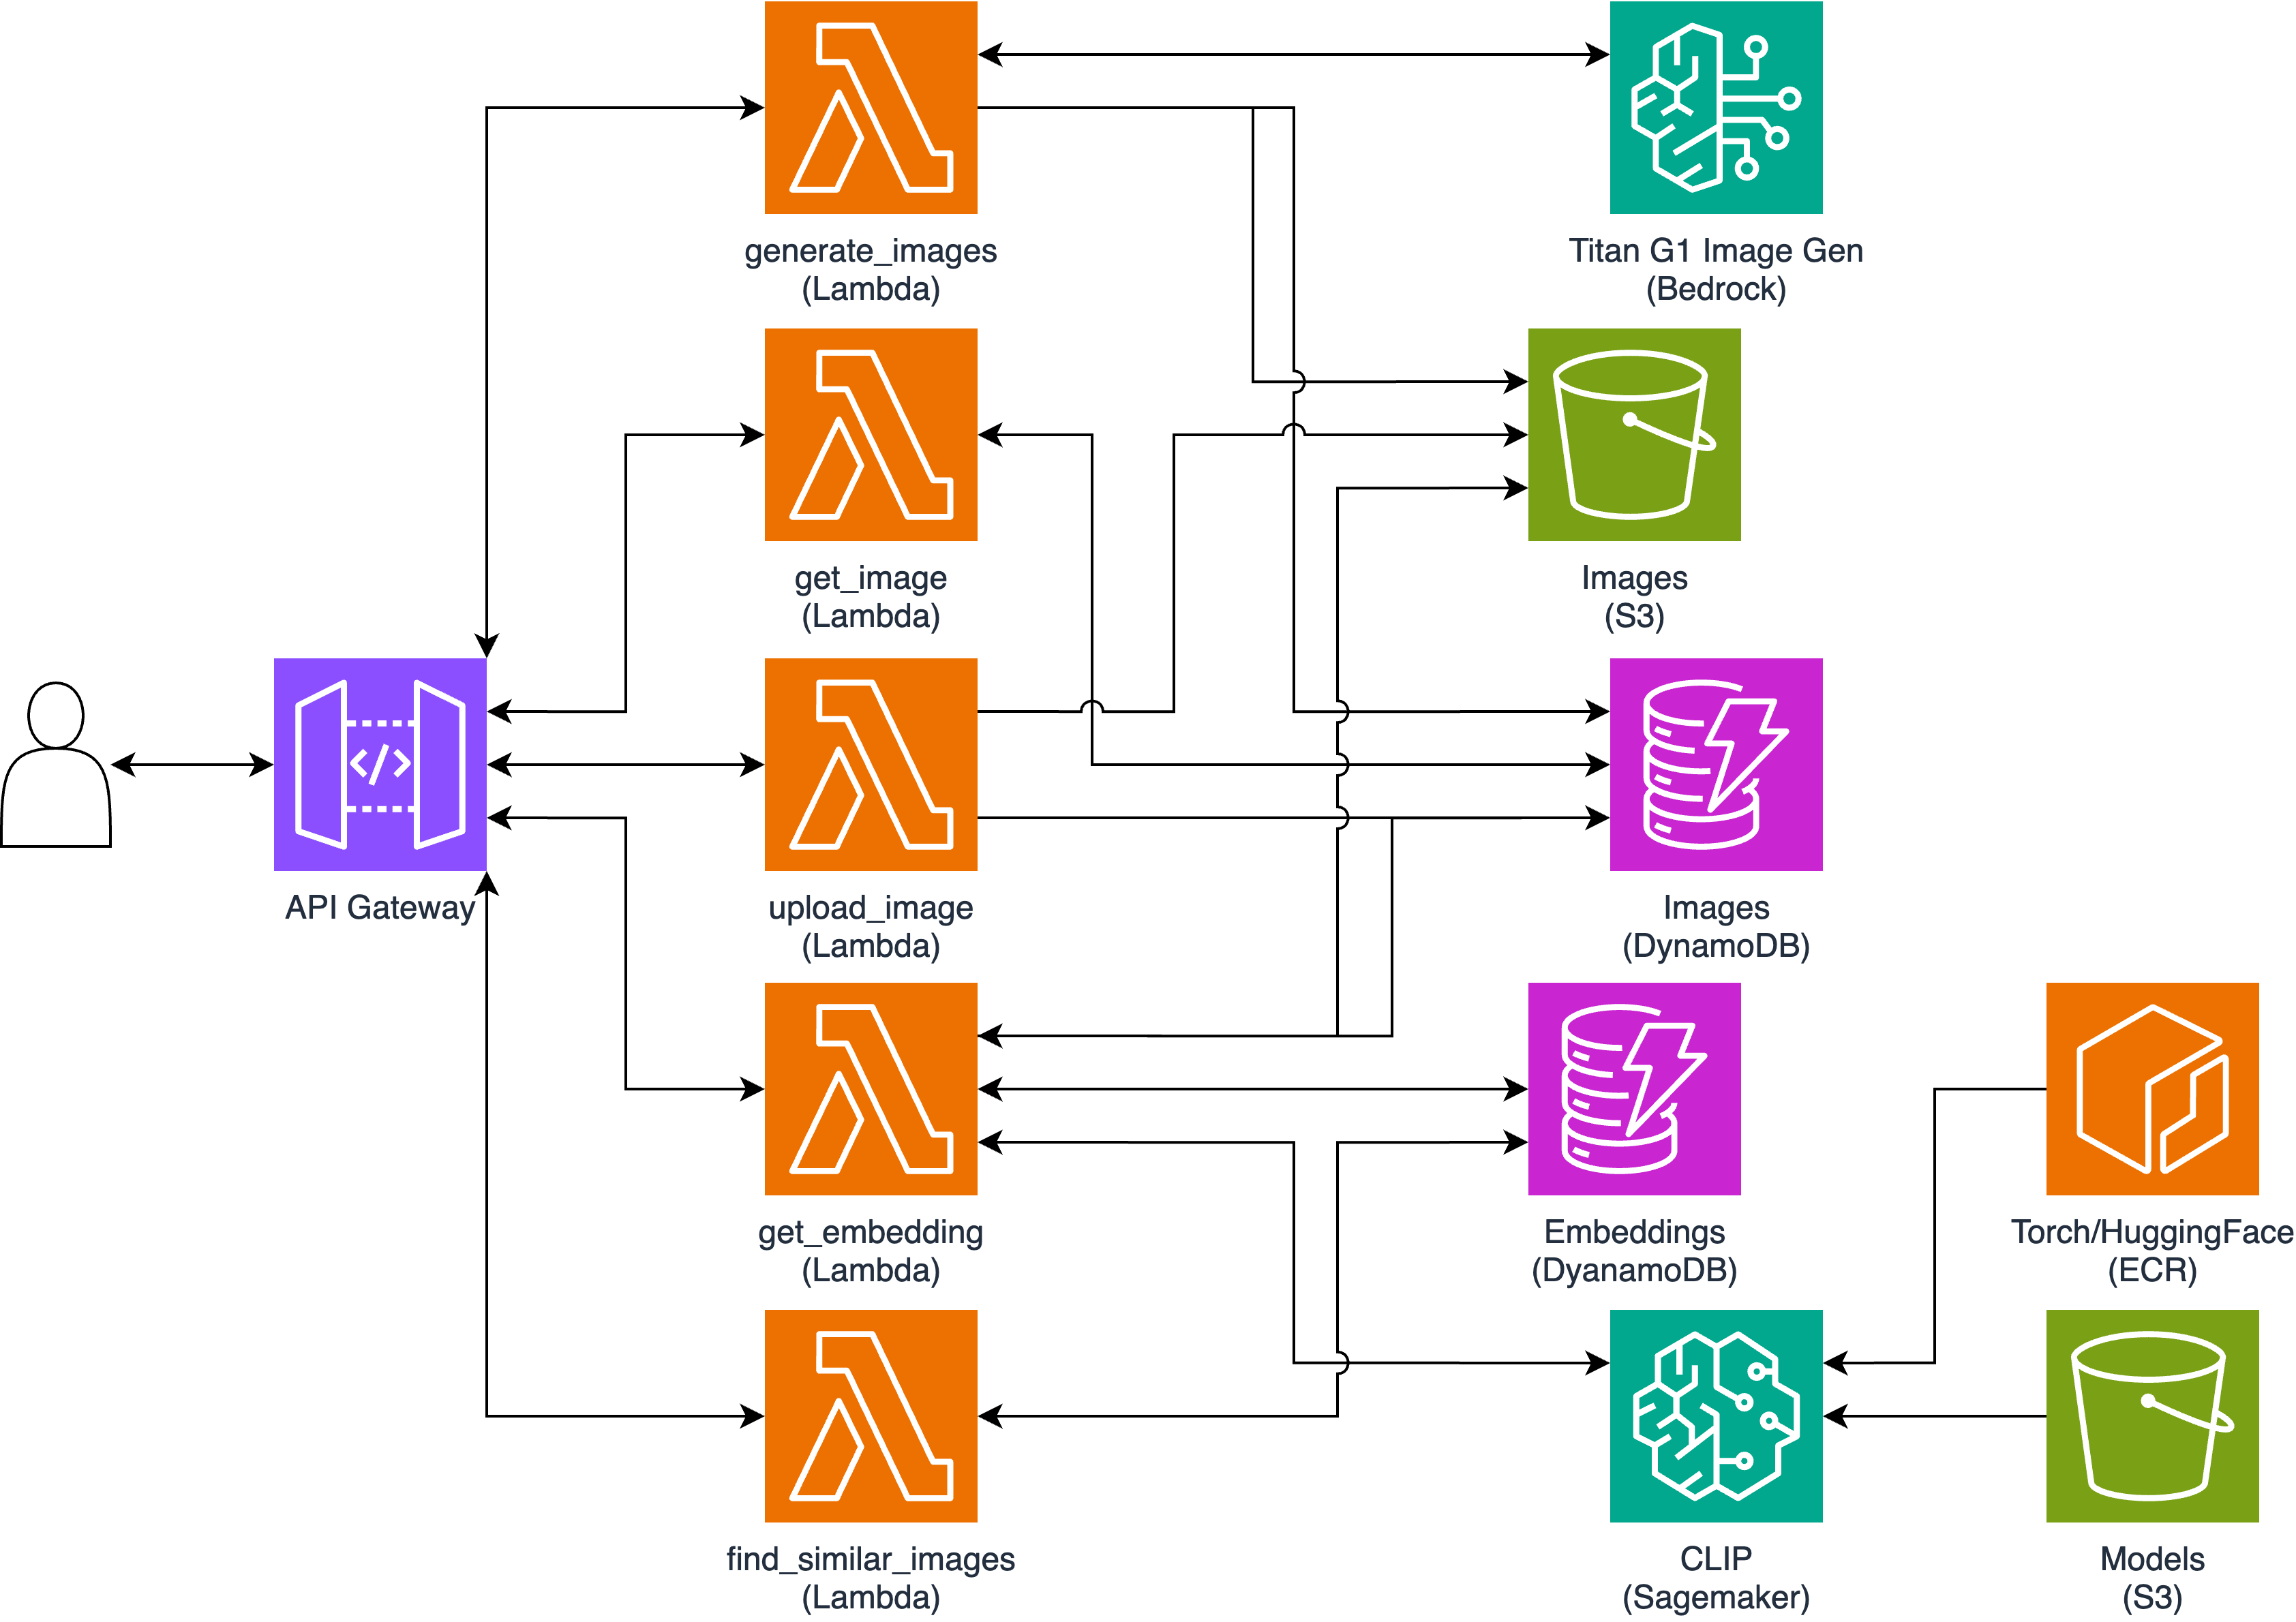 generate_images
(Lambda)
Titan G1 Image Gen
(Bedrock)
get_image
(Lambda)
Images
(S3)
</>
API Gateway
upload_image
(Lambda)
Images
(DynamoDB)
get_embedding
(Lambda)
Embeddings
(DyanamoDB)
Torch/HuggingFace
(ECR)
find_similar_images
(Lambda)
CLIP
(Sagemaker)
Models
(S3)